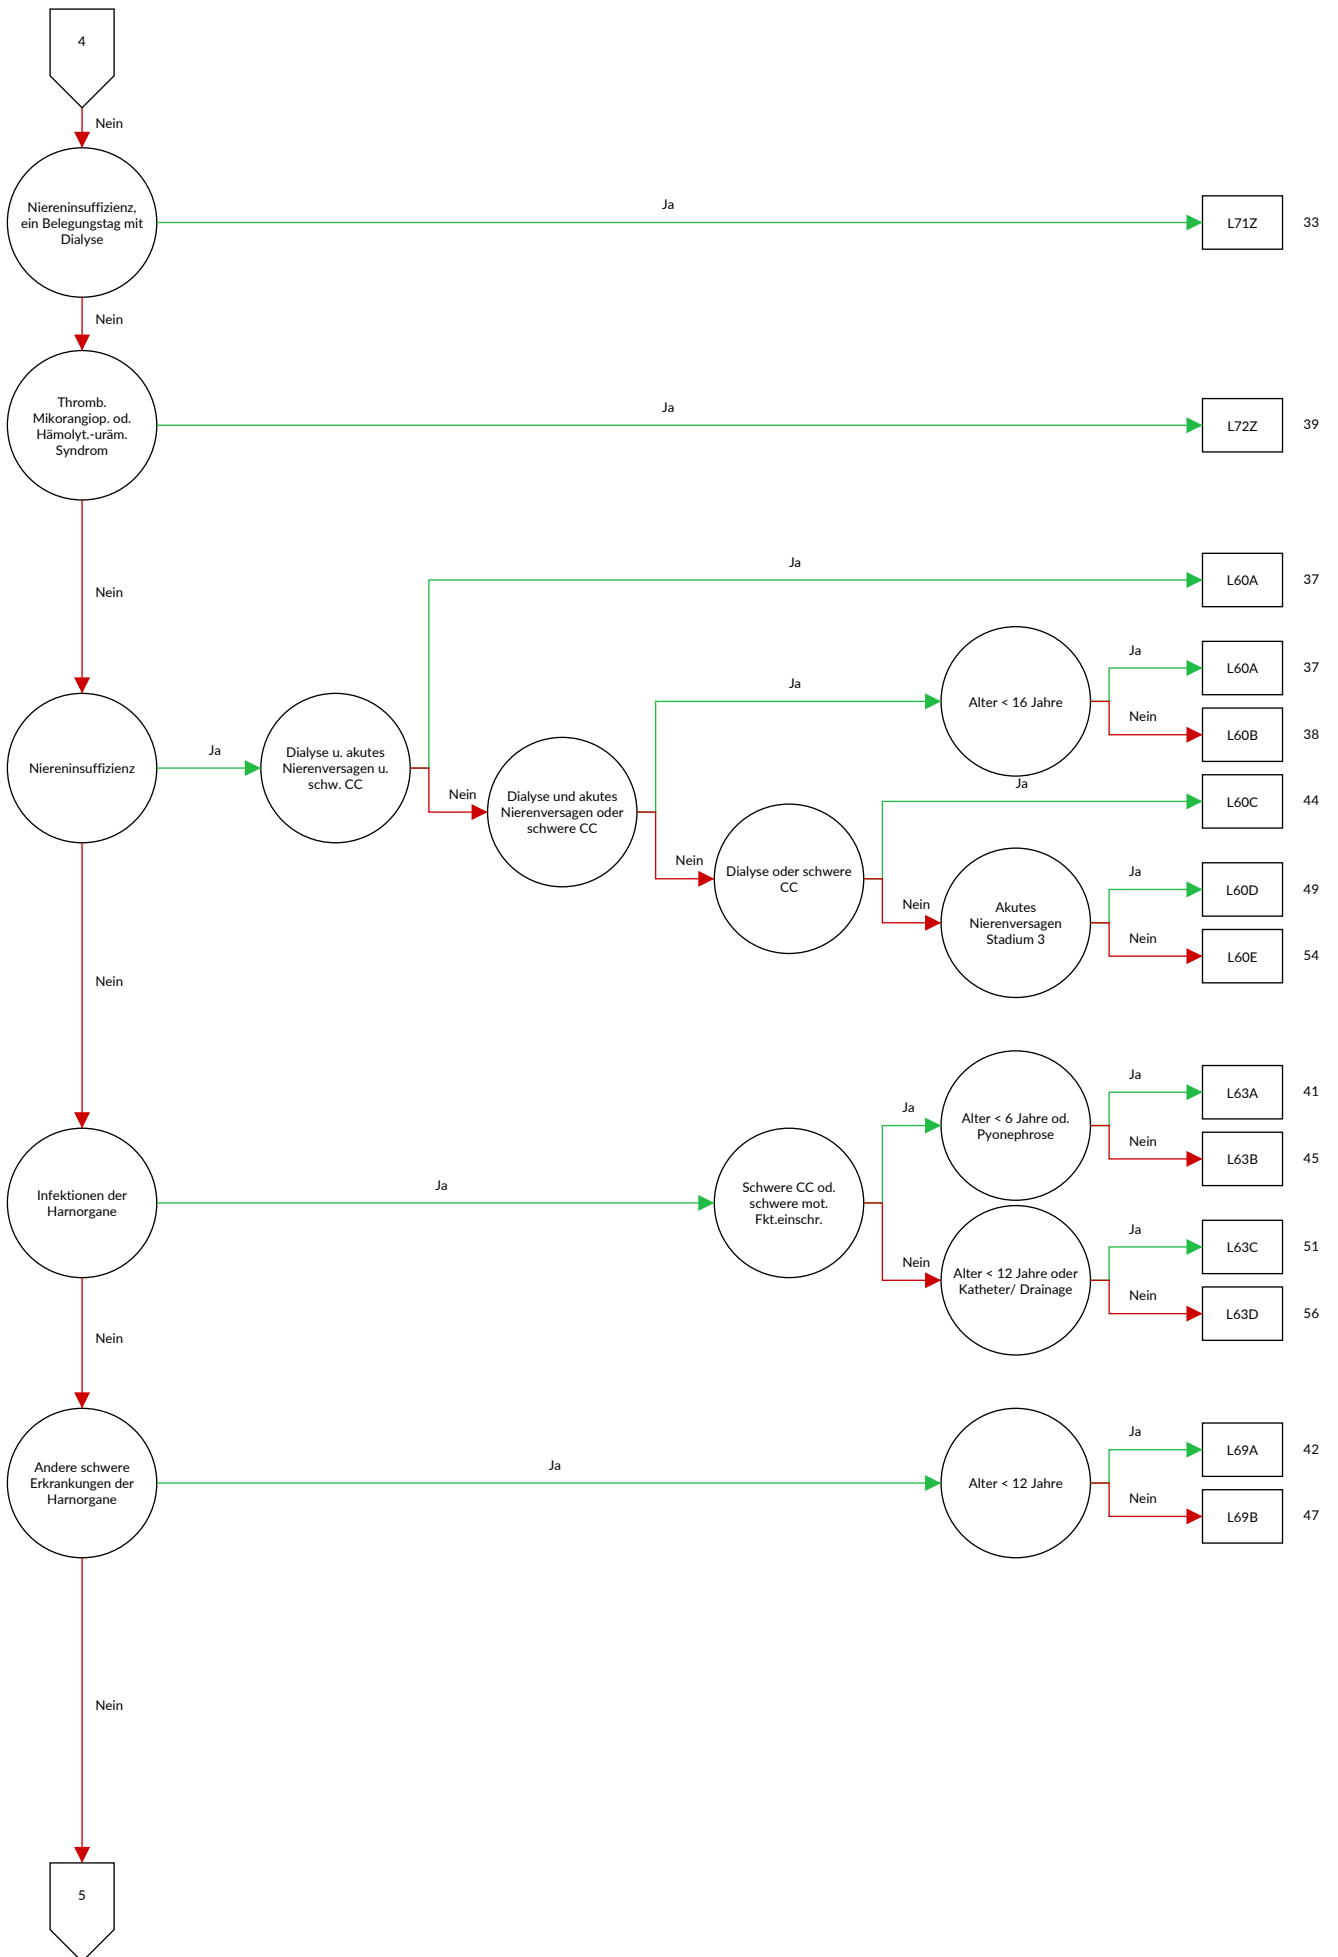 4
Nein
Niereninsuffizienz,
ein Belegungstag mit
Dialyse
Ja
L71Z
33
Nein
Thromb.
Mikorangiop. od.
Hämolyt.-uräm.
Syndrom
Ja
L72Z
39
Nein
Niereninsuffizienz
Ja
Dialyse u. akutes
Nierenversagen u.
schw. CC
Ja
L60A
37
Nein
Dialyse und akutes
Nierenversagen oder
schwere CC
Ja
Alter < 16 Jahre
Ja
L60A
37
Nein
L60B
38
Nein
Dialyse oder schwere
CC
Ja
L60C
44
Nein
Akutes
Nierenversagen
Stadium 3
Ja
L60D
49
Nein
L60E
54
Nein
Infektionen der
Harnorgane
Ja
Schwere CC od.
schwere mot.
Fkt.einschr.
Ja
Alter < 6 Jahre od.
Pyonephrose
Ja
L63A
41
Nein
L63B
45
Nein
Alter < 12 Jahre oder
Katheter/ Drainage
Ja
L63C
51
Nein
L63D
56
Nein
Andere schwere
Erkrankungen der
Harnorgane
Ja
Alter < 12 Jahre
Ja
L69A
42
Nein
L69B
47
Nein
5